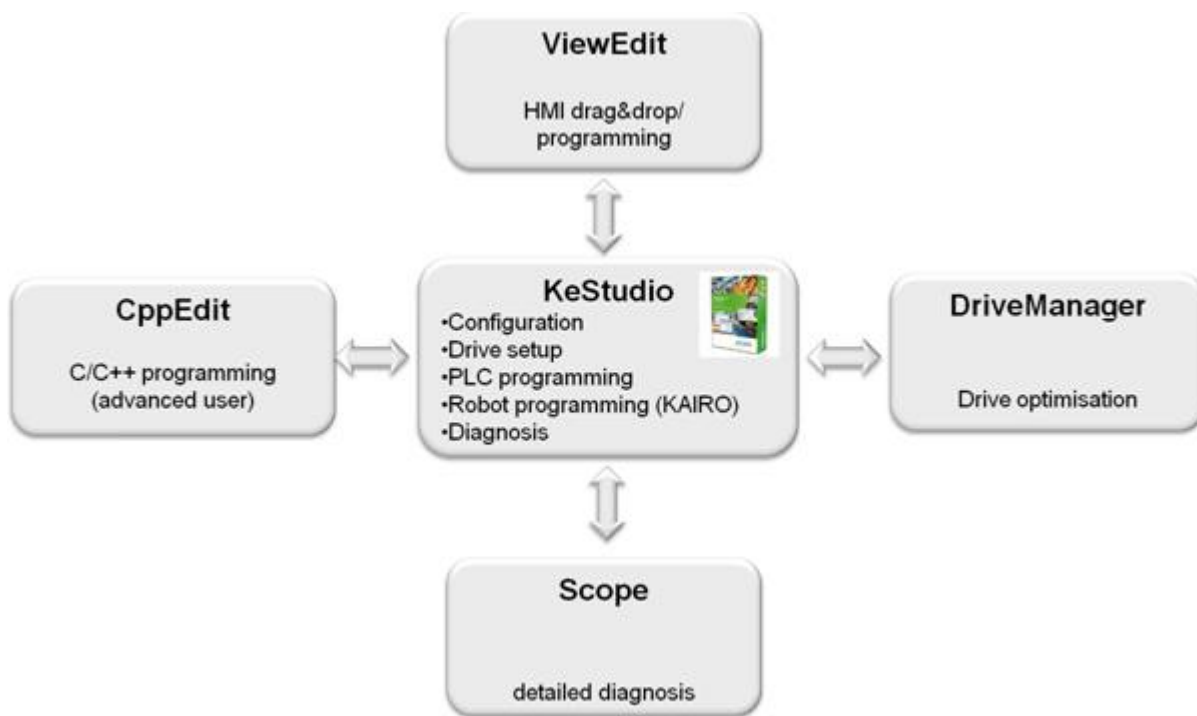 ViewEdit
HMI drag&drop/
programming
CppEdit
C/C++ programming
(advanced user)
KeStudio
•Configuration
•Drive setup
•PLC programming
•Robot programming (KAIRO)
•Diagnosis
DriveManager
Drive optimisation
Scope
detailed diagnosis